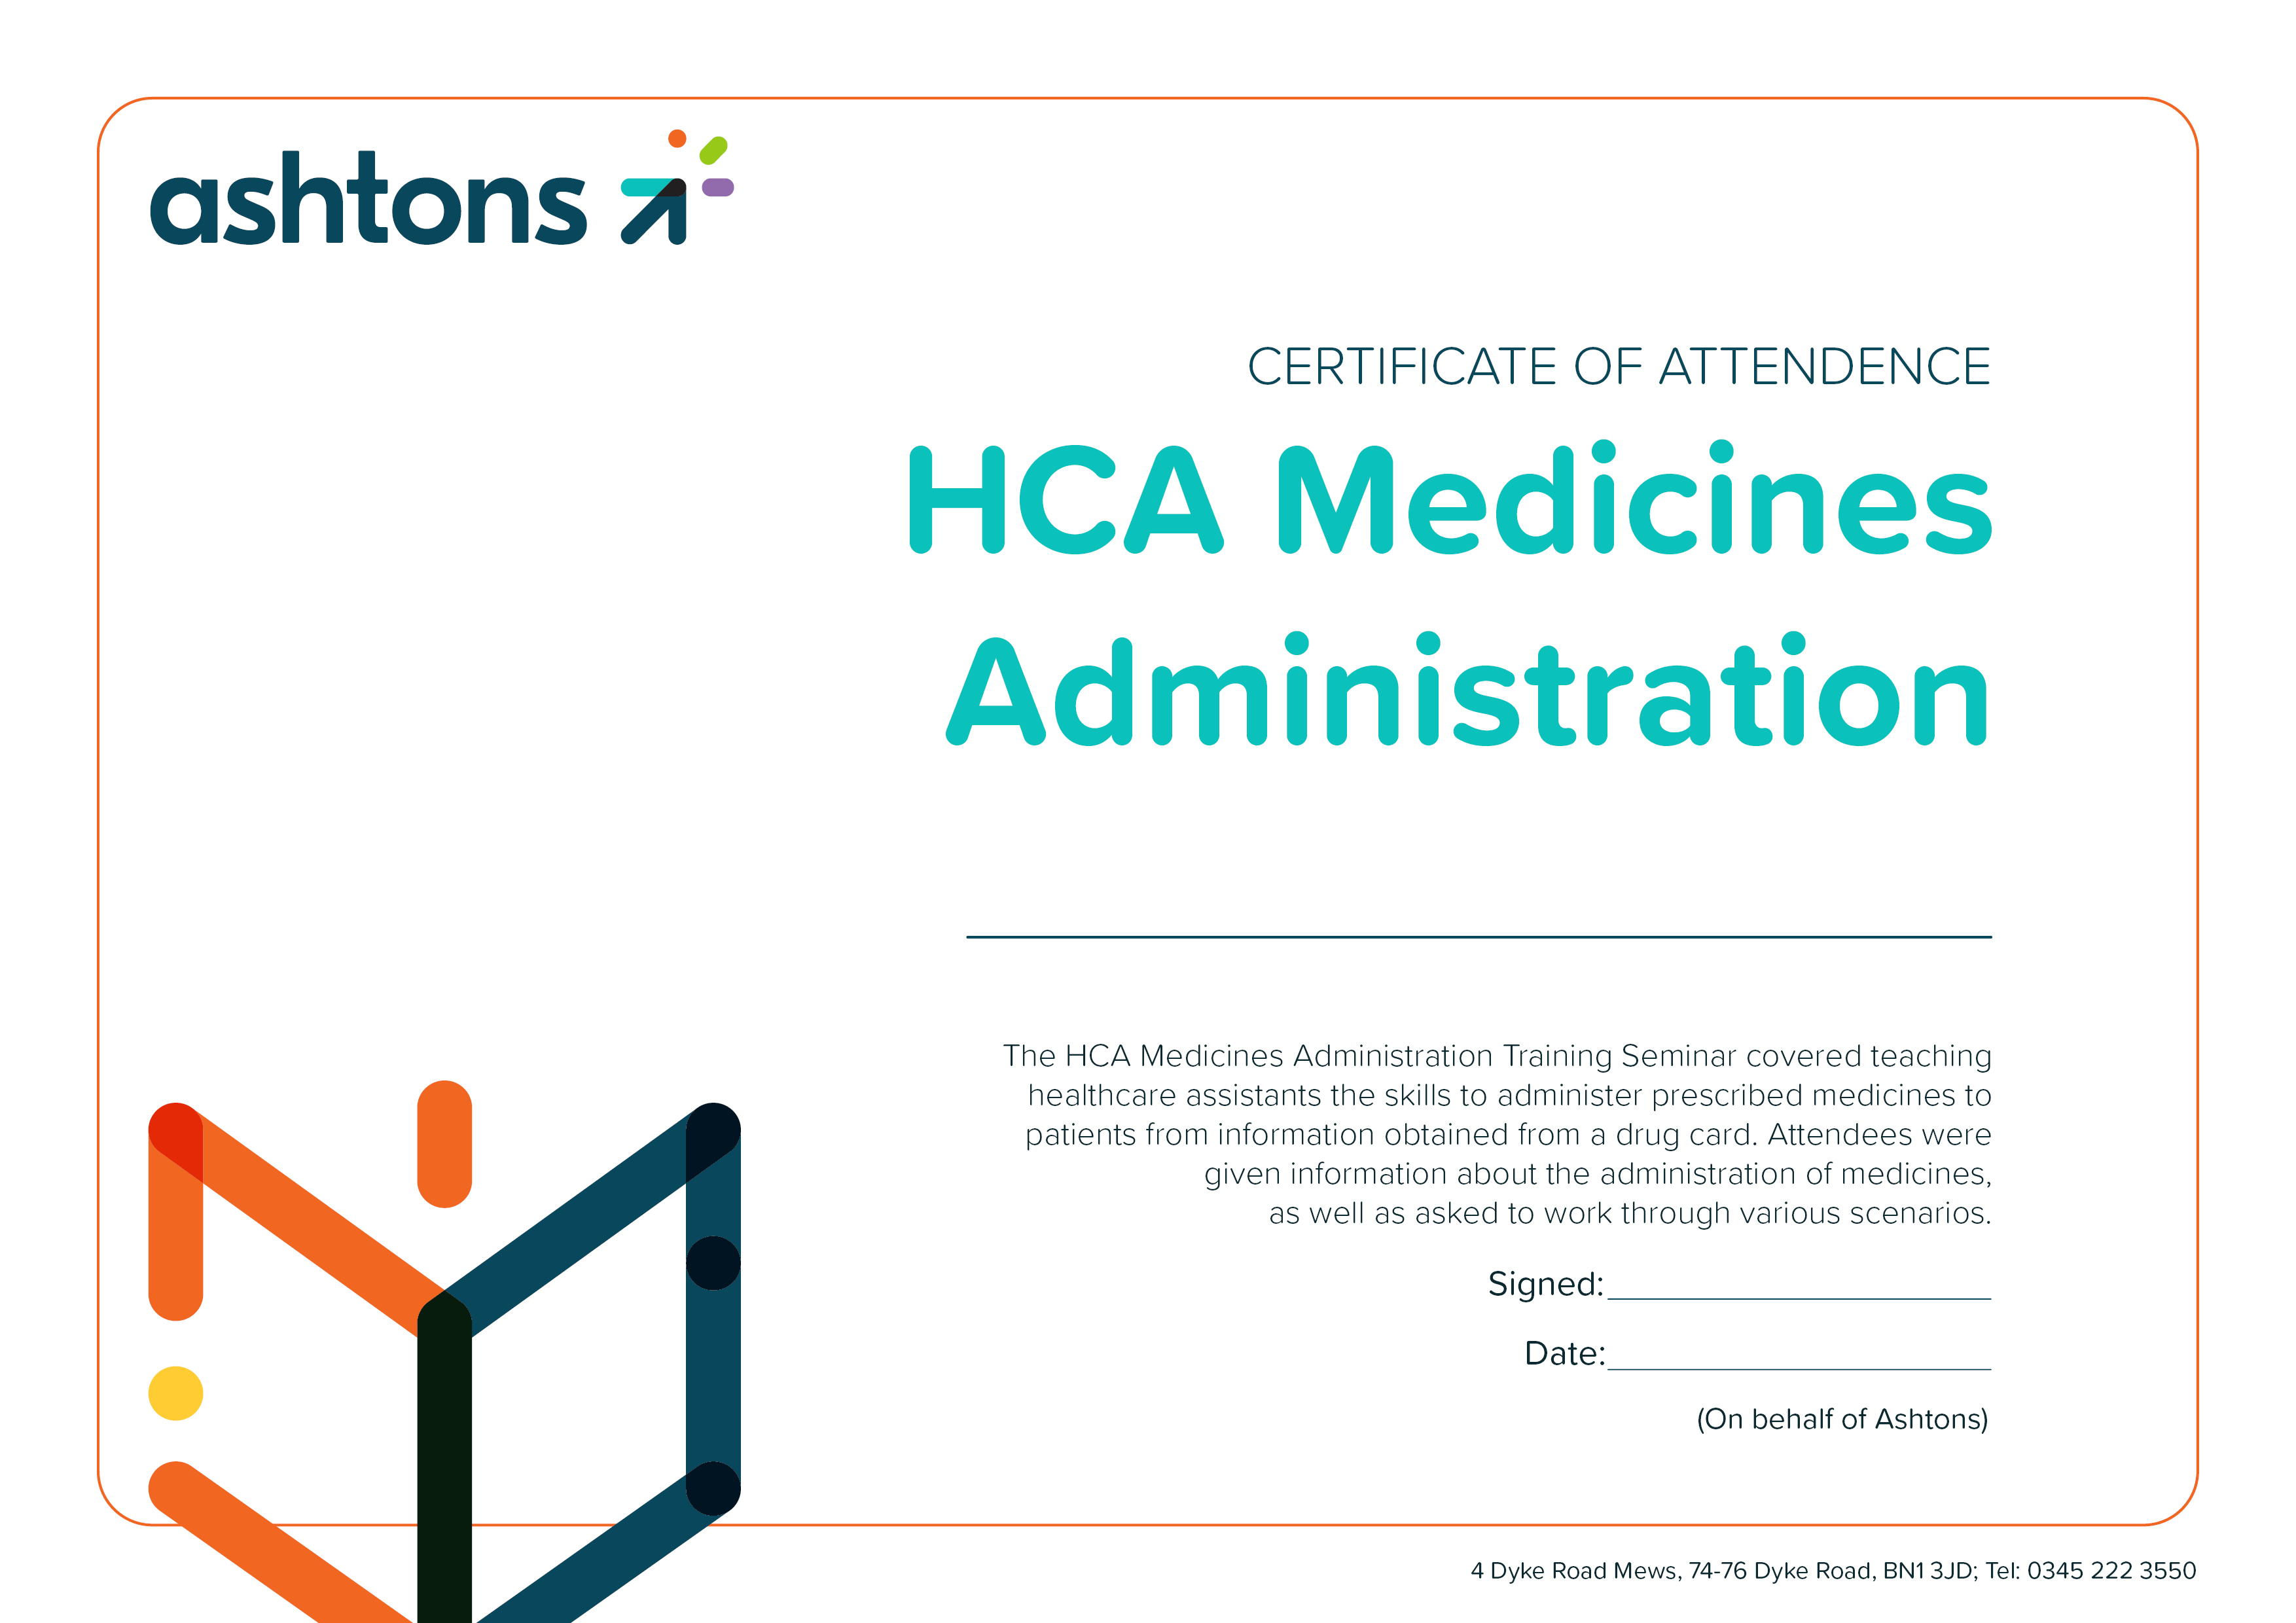 ashtons
CERTIFICATE OF ATTENDENCE
HCA Medicines
Administration
The HCA Medicines Administration Training Seminar covered teaching
healthcare assistants the skills to administer prescribed medicines to
patients from information obtained from a drug card. Attendees were
given information about the administration of medicines,
as well as asked to work through various scenarios.
Signed:
Date:
(On behalf of Ashtons)
4 Dyke Road Mews, 74-76 Dyke Road, BN1 3JD; Tel: 0345 222 3550